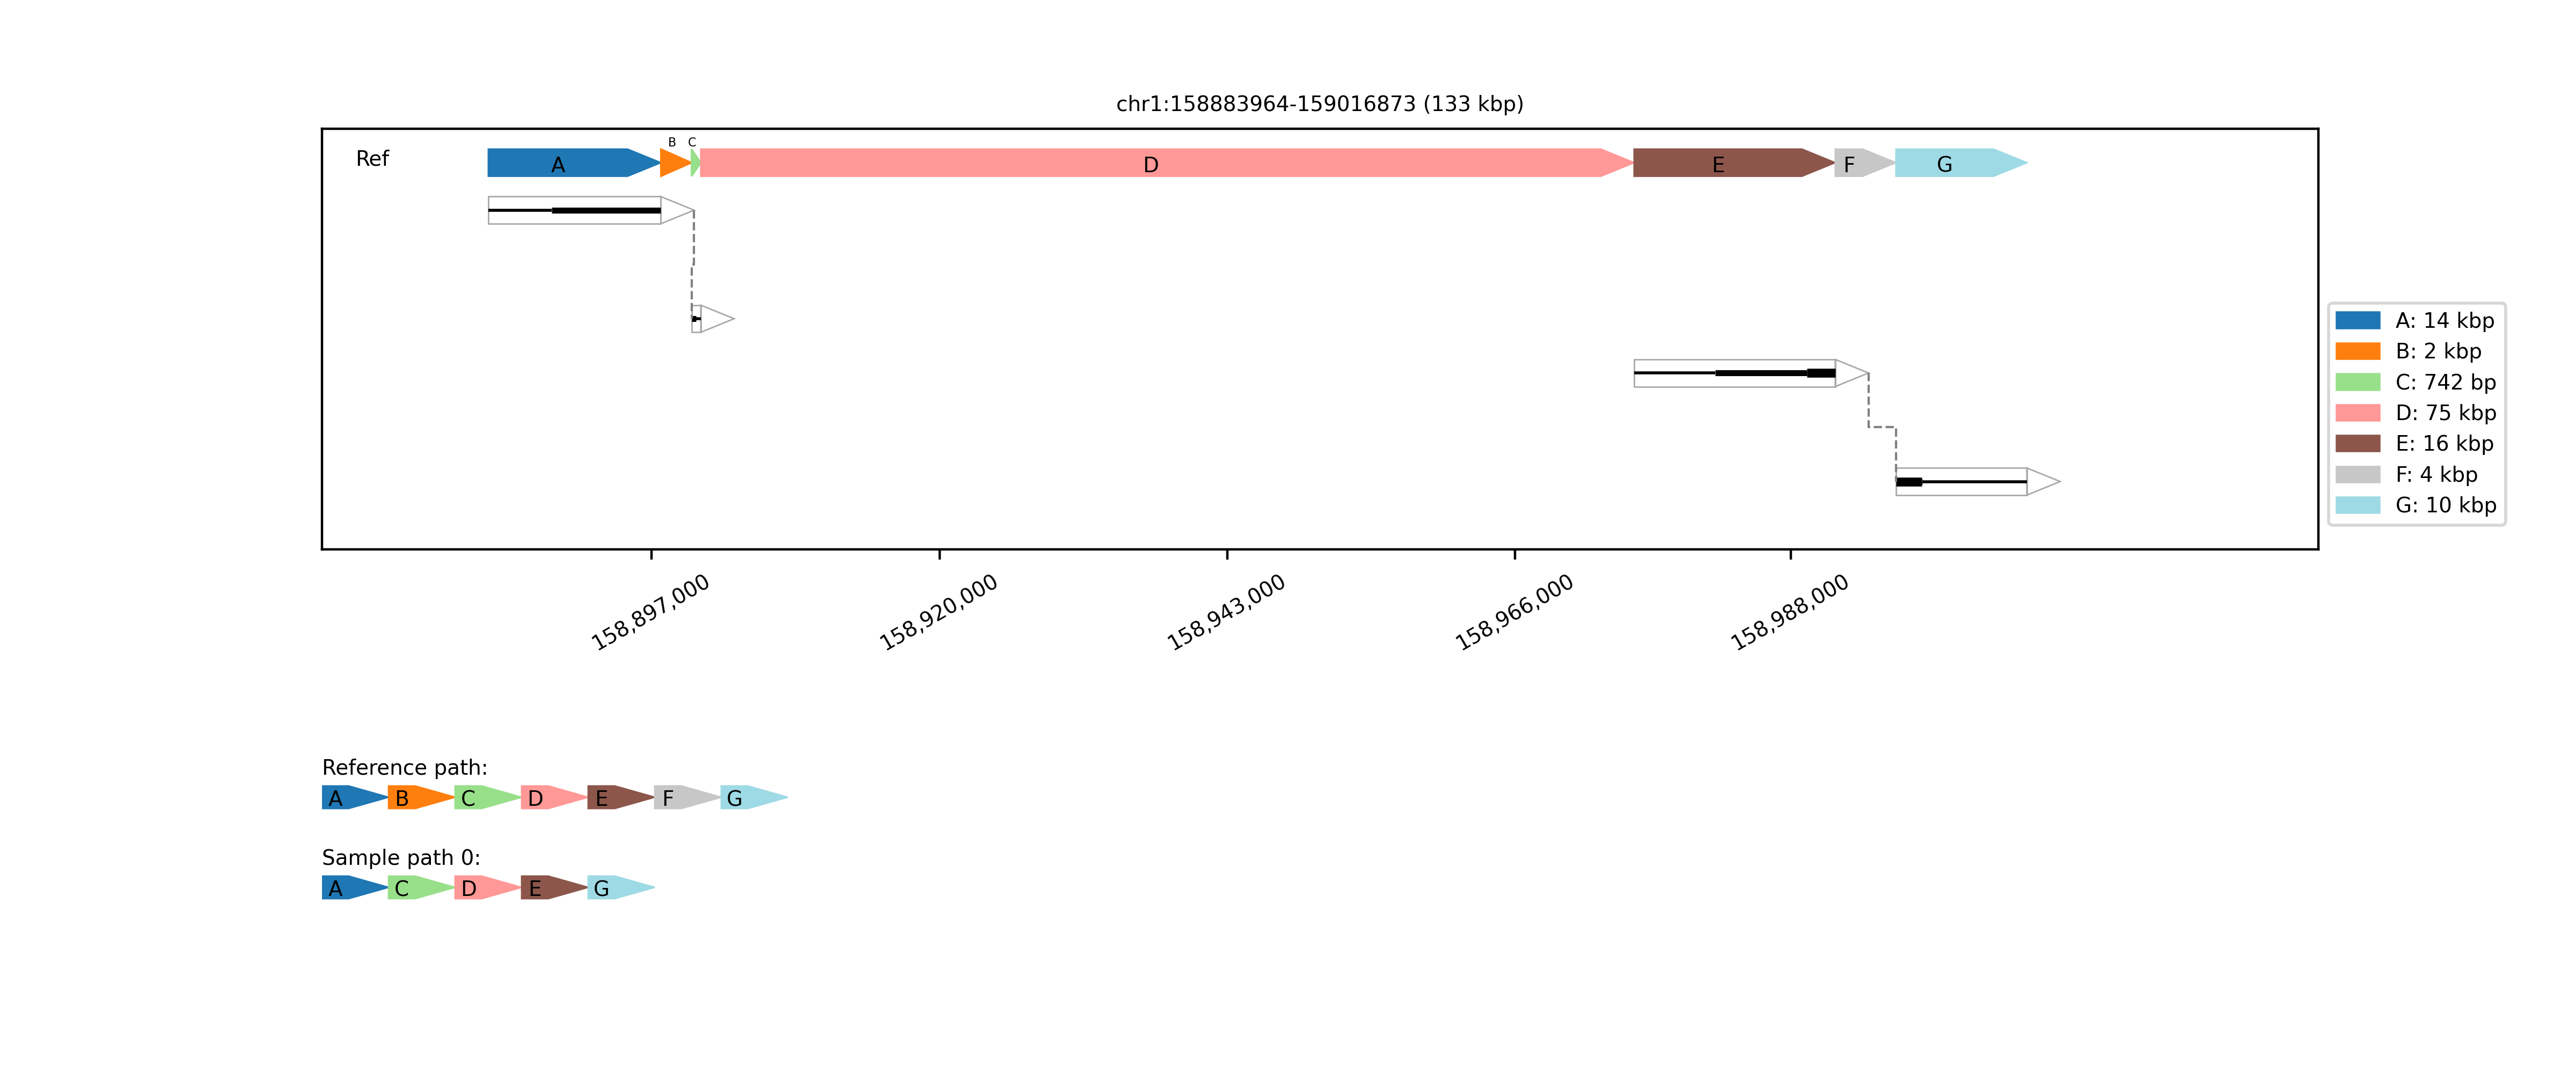 chr1:158883964-159016873 (133 kbp)
B C
Ref A D E F G
A: 14 kbp
B: 2 kbp
C: 742 bp
D: 75 kbp
E: 16 kbp
F: 4 kbp
G: 10 kbp
158,897,000 158,920,000 158,943,000 158,966,000 158,988,000
Reference path:
A B C D E F G
Sample path 0:
A C D E G